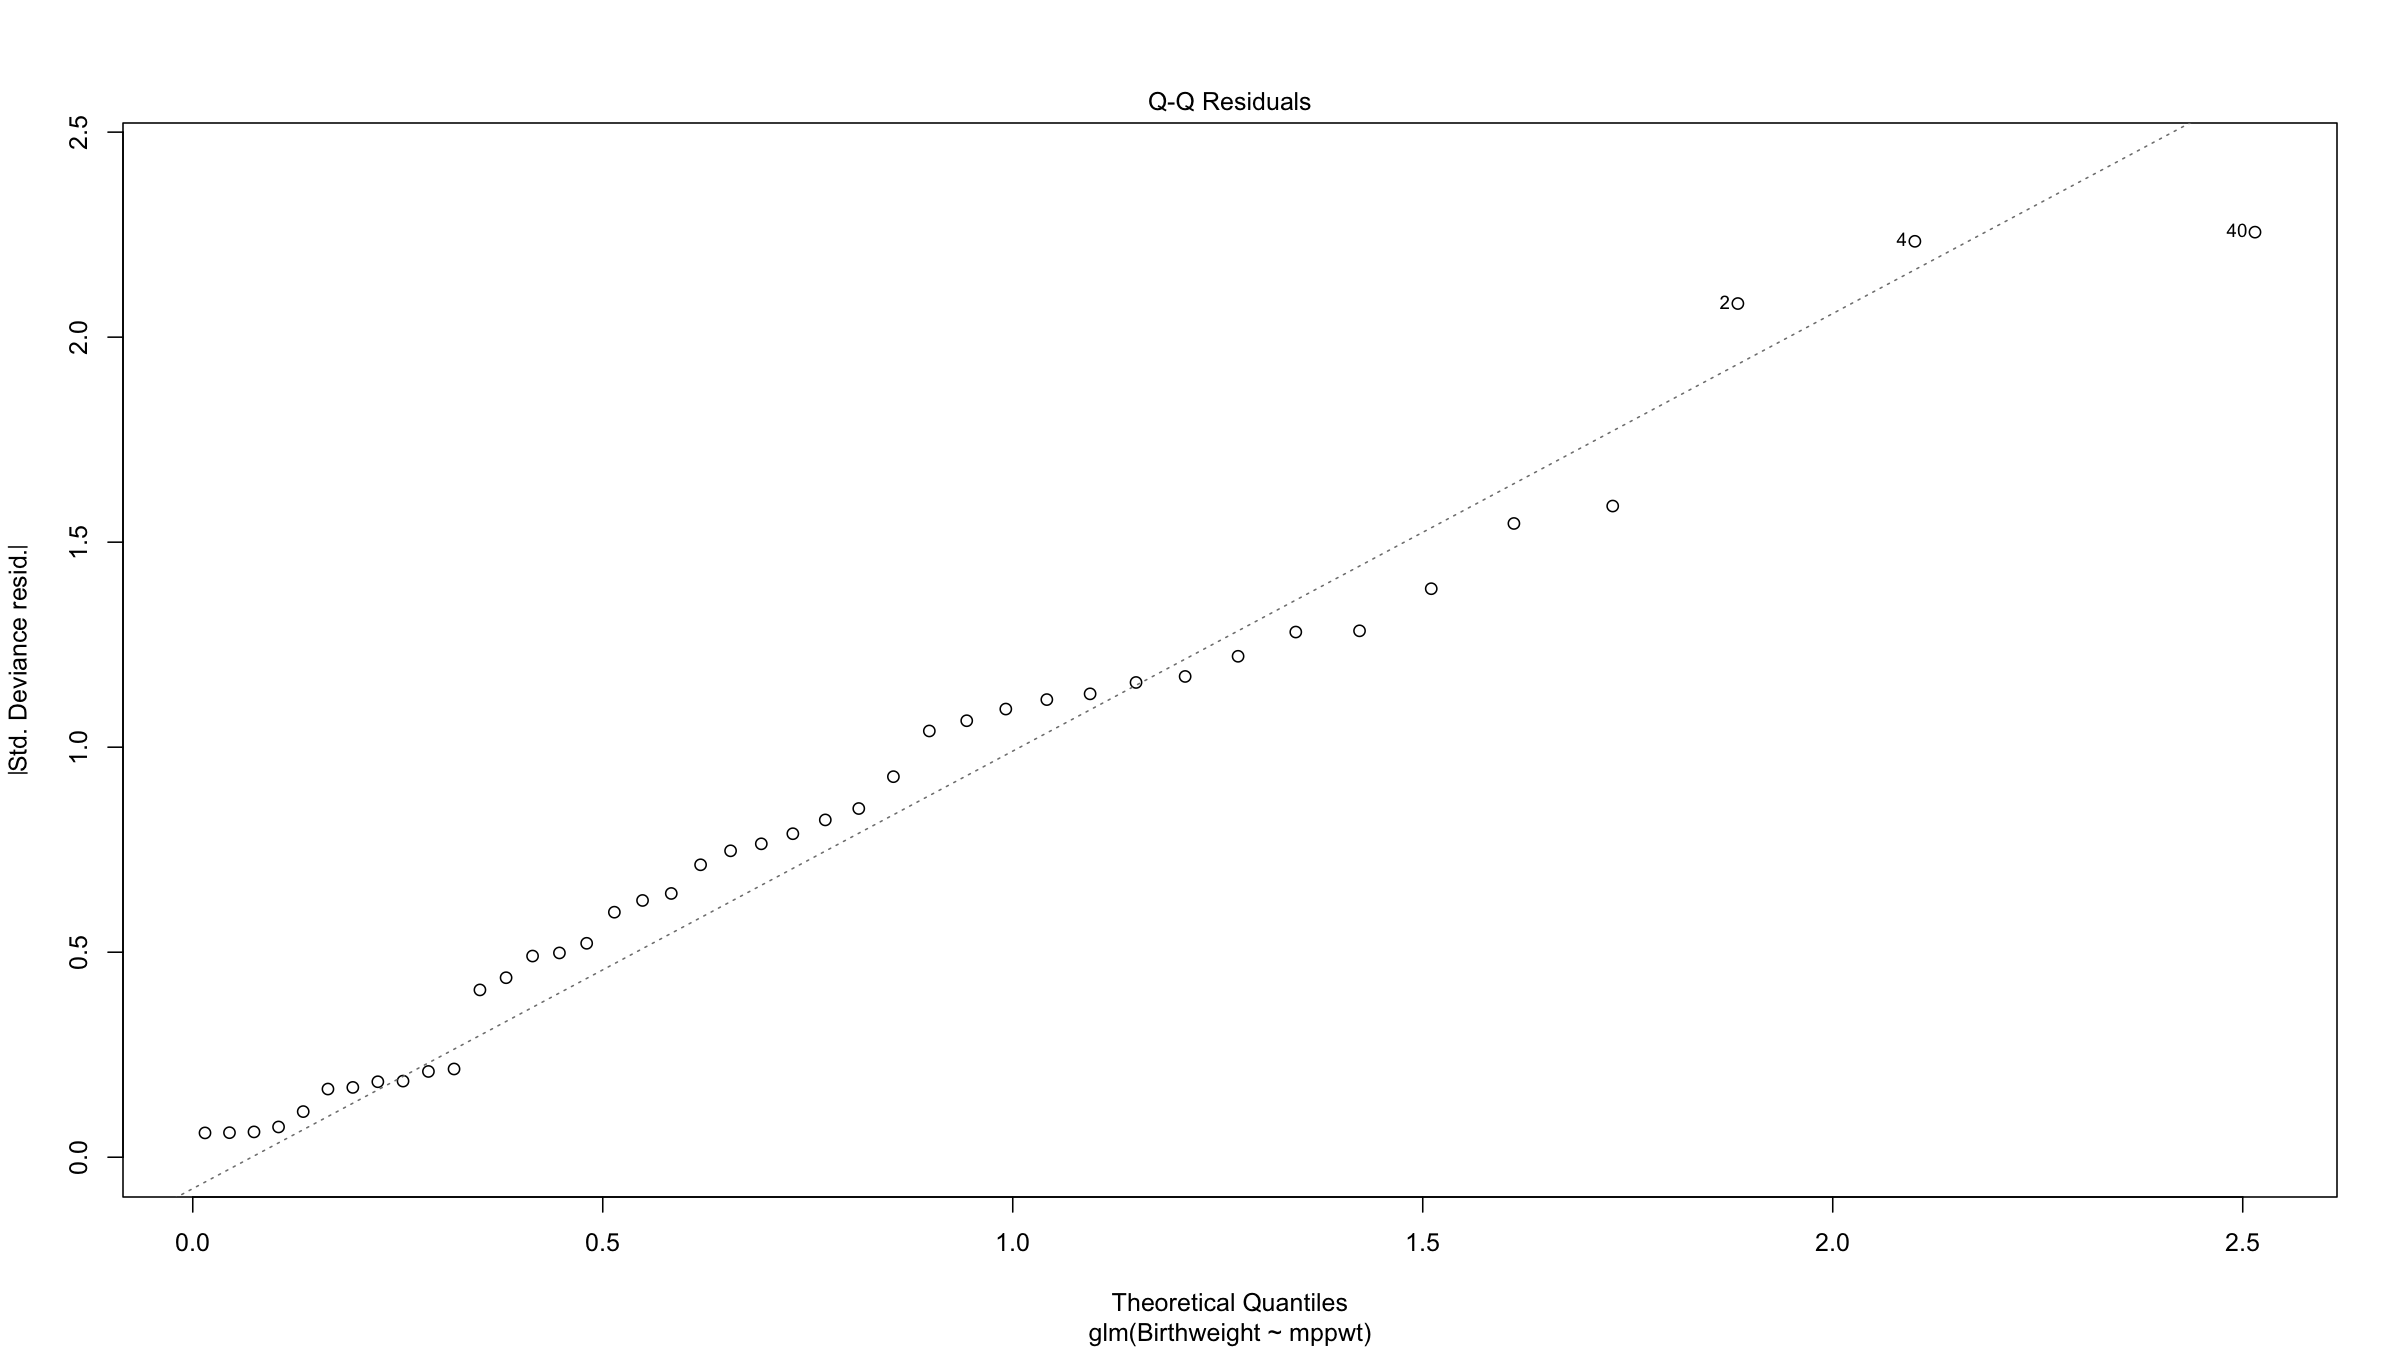 Q-Q Residuals
2.5
2.0
1.5
1.0
0.5
0.0
|Std. Deviance resid.|
40
4
2
0.0 0.5 1.0 1.5 2.0 2.5
Theoretical Quantiles
glm(Birthweight ~ mppwt)